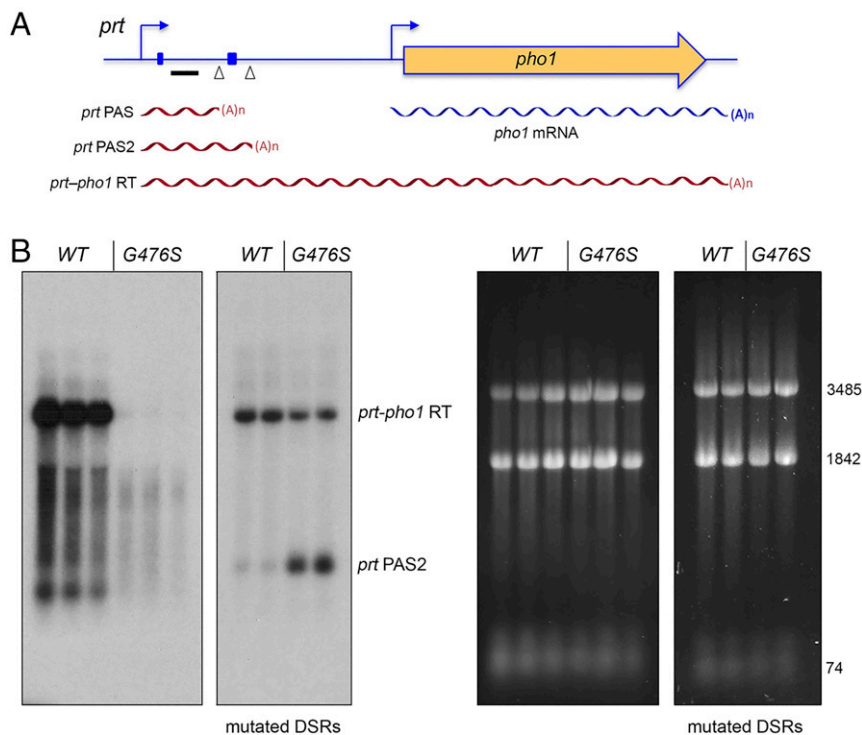 A
prt
pho1
prt PAS
(A)n
(A)n
pho1 mRNA
prt PAS2
(A)n
prt–pho1 RT
(A)n
B
WT
G476S
WT
G476S
WT
G476S
WT
G476S
prt-pho1 RT
3485
1842
prt PAS2
74
mutated DSRs
mutated DSRs